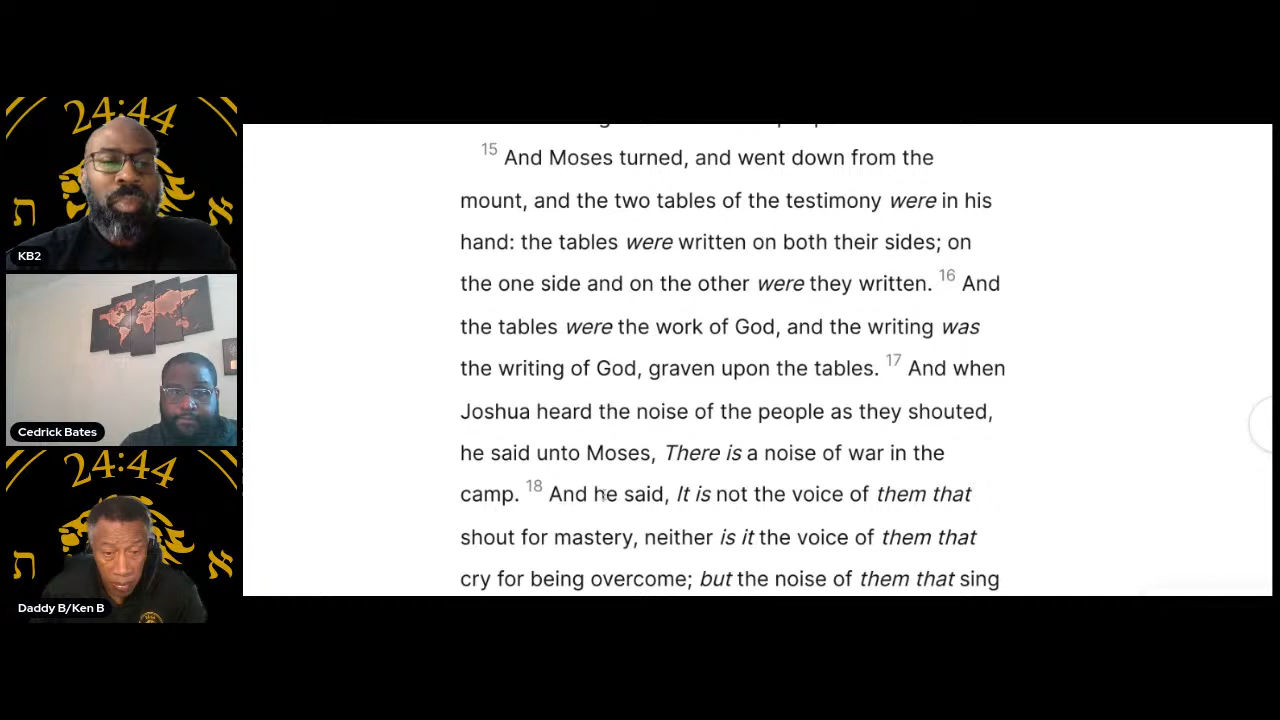 24:44
ת
א
KB2
Cedrick Bates
24:44
ת
א
Daddy B/Ken B
15 And Moses turned, and went down from the
mount, and the two tables of the testimony were in his
hand: the tables were written on both their sides; on
the one side and on the other were they written. 16 And
the tables were the work of God, and the writing was
the writing of God, graven upon the tables. 17 And when
Joshua heard the noise of the people as they shouted,
he said unto Moses, There is a noise of war in the
camp. 18 And he said, It is not the voice of them that
shout for mastery, neither is it the voice of them that
cry for being overcome; but the noise of them that sing